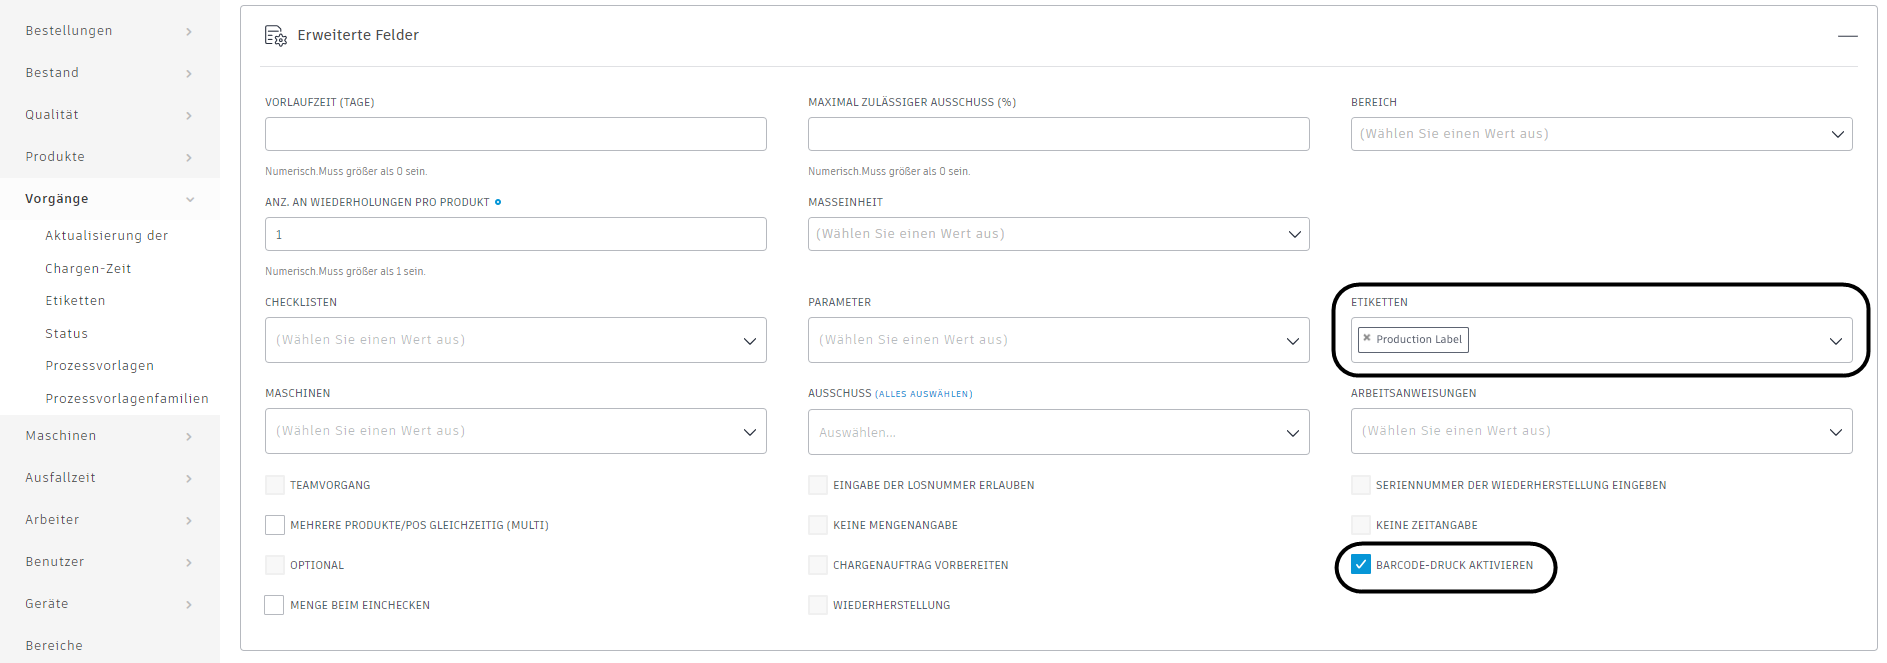 Bestellungen
Bestand
Qualität
Produkte
Vorgänge
Aktualisierung der
Chargen-Zeit
Etiketten
Status
Prozessvorlagen
Prozessvorlagenfamilien
Maschinen
Ausfallzeit
Arbeiter
Benutzer
Geräte
Bereiche
Erweiterte Felder
VORLAUFZEIT (TAGE)
MAXIMAL ZULÄSSIGER AUSSCHUSS (%)
BEREICH
(Wählen Sie einen Wert aus)
Numerisch.Muss größer als 0 sein.
Numerisch.Muss größer als 0 sein.
ANZ. AN WIEDERHOLUNGEN PRO PRODUKT
MASSEINHEIT
1
(Wählen Sie einen Wert aus)
Numerisch.Muss größer als 1 sein.
CHECKLISTEN
PARAMETER
ETIKETTEN
(Wählen Sie einen Wert aus)
(Wählen Sie einen Wert aus)
Production Label
MASCHINEN
AUSSCHUSS (ALLES AUSWÄHLEN)
ARBEITSANWEISUNGEN
(Wählen Sie einen Wert aus)
Auswählen...
(Wählen Sie einen Wert aus)
TEAMVORGANG
EINGABE DER LOSNUMMER ERLAUBEN
SERIENNUMMER DER WIEDERHERSTELLUNG EINGEBEN
MEHRERE PRODUKTE/POS GLEICHZEITIG (MULTI)
KEINE MENGENANGABE
KEINE ZEITANGABE
OPTIONAL
CHARGENAUFTRAG VORBEREITEN
BARCODE-DRUCK AKTIVIEREN
MENGE BEIM EINCHECKEN
WIEDERHERSTELLUNG